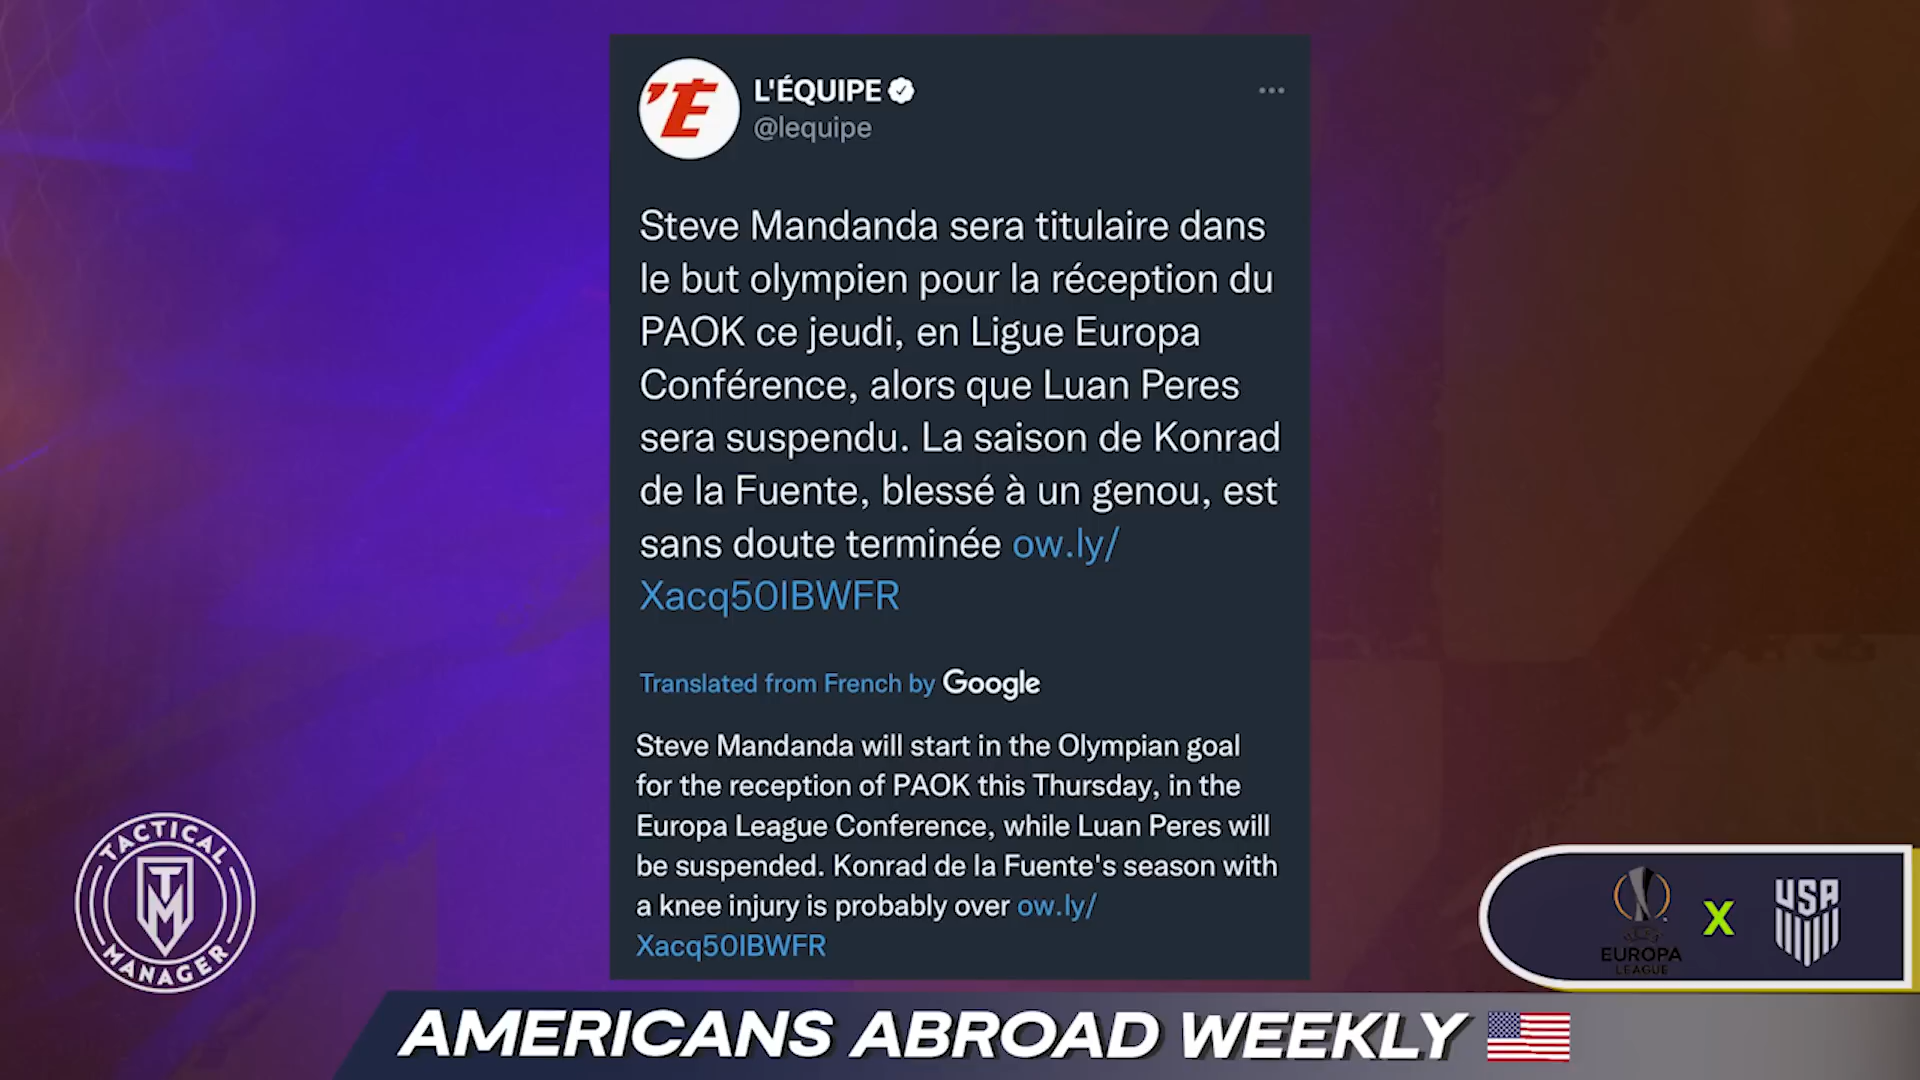 L'ÉQUIPE
@lequipe
Steve Mandanda sera titulaire dans
le but olympien pour la réception du
PAOK ce jeudi, en Ligue Europa
Conférence, alors que Luan Peres
sera suspendu. La saison de Konrad
de la Fuente, blessé à un genou, est
sans doute terminée ow.ly/
Xacq50IBWFR
Translated from French by Google
Steve Mandanda will start in the Olympian goal
for the reception of PAOK this Thursday, in the
Europa League Conference, while Luan Peres will
be suspended. Konrad de la Fuente's season with
a knee injury is probably over ow.ly/
Xacq50IBWFR
TACTICAL
TM
MANAGER
EUROPA
LEAGUE
X
USA
AMERICANS ABROAD WEEKLY